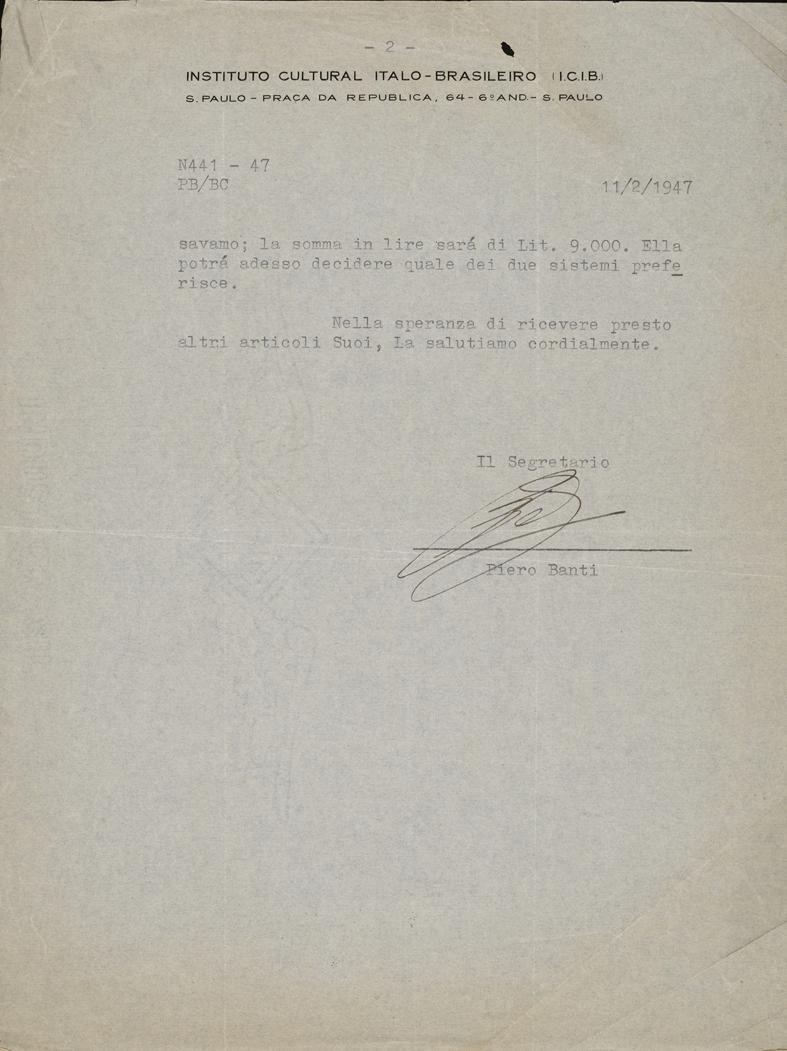 - 2 -
INSTITUTO CULTURAL ITALO-BRASILEIRO (I.C.I.B.)
S. PAULO - PRAÇA DA REPUBLICA, 64 - 6º AND. - S. PAULO
N441 - 47
PB/BC 11/2/1947
savamo; la somma in lire sará di Lit. 9.000. Ella
potrá adesso decidere quale dei due sistemi prefe
risce.
Nella speranza di ricevere presto
altri articoli Suoi, La salutiamo cordialmente.
Il Segretario
Piero Banti